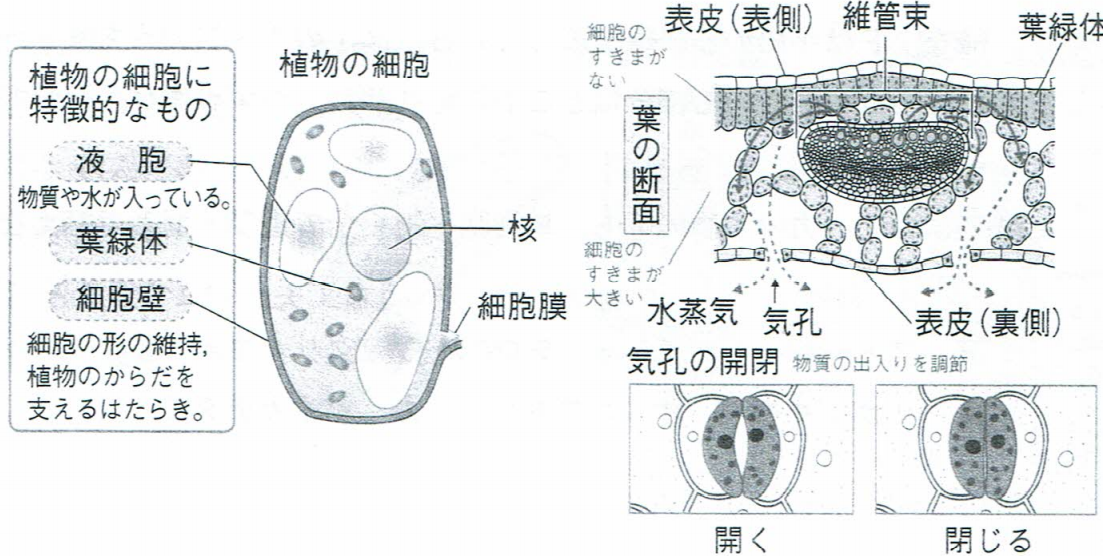 植物の細胞に
特徴的なもの
液 胞
物質や水が入っている。
葉緑体
細胞壁
細胞の形の維持,
植物のからだを
支えるはたらき。
植物の細胞
核
細胞膜
細胞の
すきまが
ない
表皮(表側)
維管束
葉緑体
葉の断面
細胞の
すきまが
大きい
水蒸気
気孔
表皮(裏側)
気孔の開閉 物質の出入りを調節
開く
閉じる